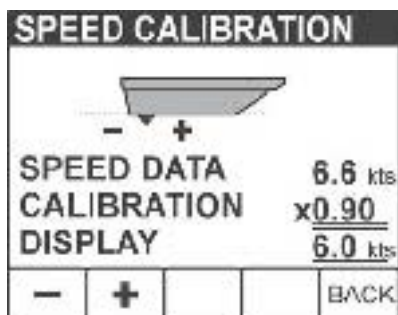 SPEED CALIBRATION
− +
SPEED DATA 6.6 kts
CALIBRATION x0.90
DISPLAY 6.0 kts
− + BACK